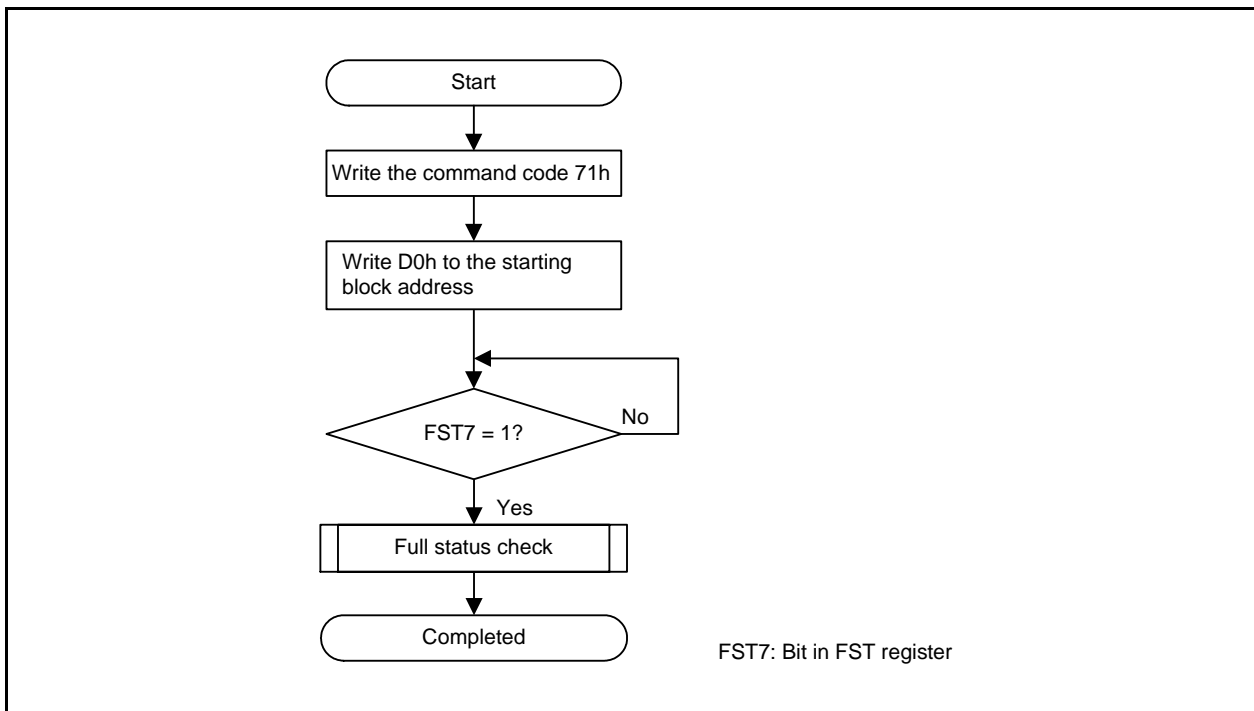 Start
Write the command code 71h
Write D0h to the starting
block address
FST7 = 1?
No
Yes
Full status check
Completed
FST7: Bit in FST register